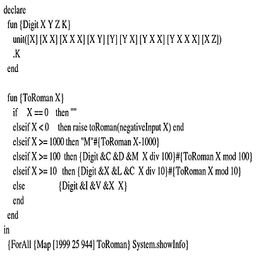 declare
fun {Digit X Y Z K}
unit([X] [X X] [X X X] [X Y] [Y] [Y X] [Y X X] [Y X X X] [X Z])
.K
end
fun {ToRoman X}
if X == 0 then ""
elseif X < 0 then raise toRoman(negativeInput X) end
elseif X >= 1000 then "M"#{ToRoman X-1000}
elseif X >= 100 then {Digit &C &D &M X div 100}#{ToRoman X mod 100}
elseif X >= 10 then {Digit &X &L &C X div 10}#{ToRoman X mod 10}
else {Digit &I &V &X X}
end
end
in
{ForAll {Map [1999 25 944] ToRoman} System.showInfo}